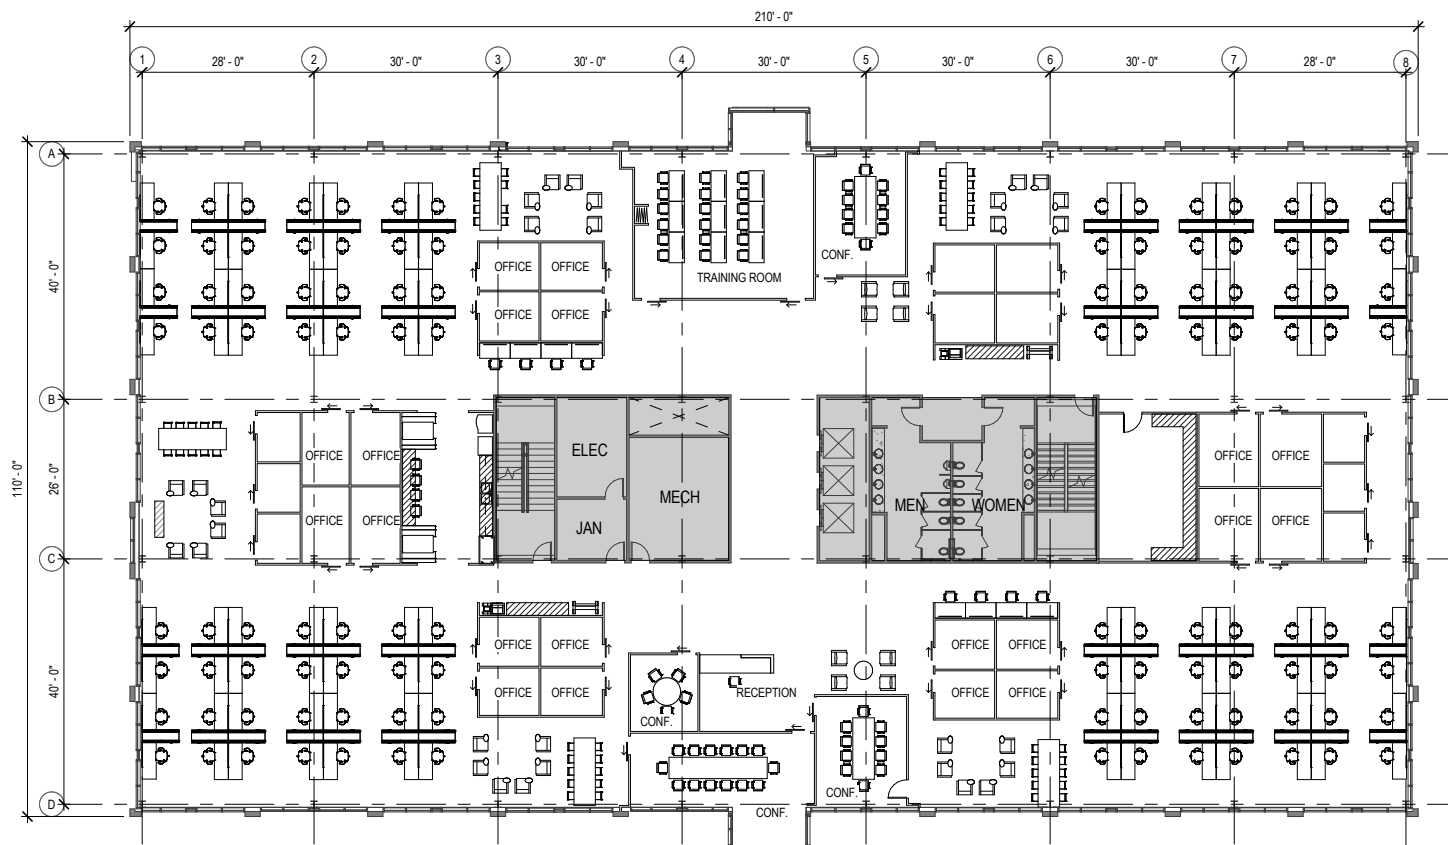 210' - 0"
1 2 3 4 5 6 7 8
28' - 0" 30' - 0" 30' - 0" 30' - 0" 30' - 0" 30' - 0" 28' - 0"
A
40' - 0"
CONF.
OFFICE OFFICE
TRAINING ROOM
OFFICE OFFICE
B
110' - 0"
26' - 0"
OFFICE OFFICE
ELEC
OFFICE OFFICE
MECH
MEN WOMEN
OFFICE OFFICE
JAN
OFFICE OFFICE
C
40' - 0"
OFFICE OFFICE
OFFICE OFFICE
OFFICE OFFICE
RECEPTION
OFFICE OFFICE
CONF.
CONF.
D
CONF.